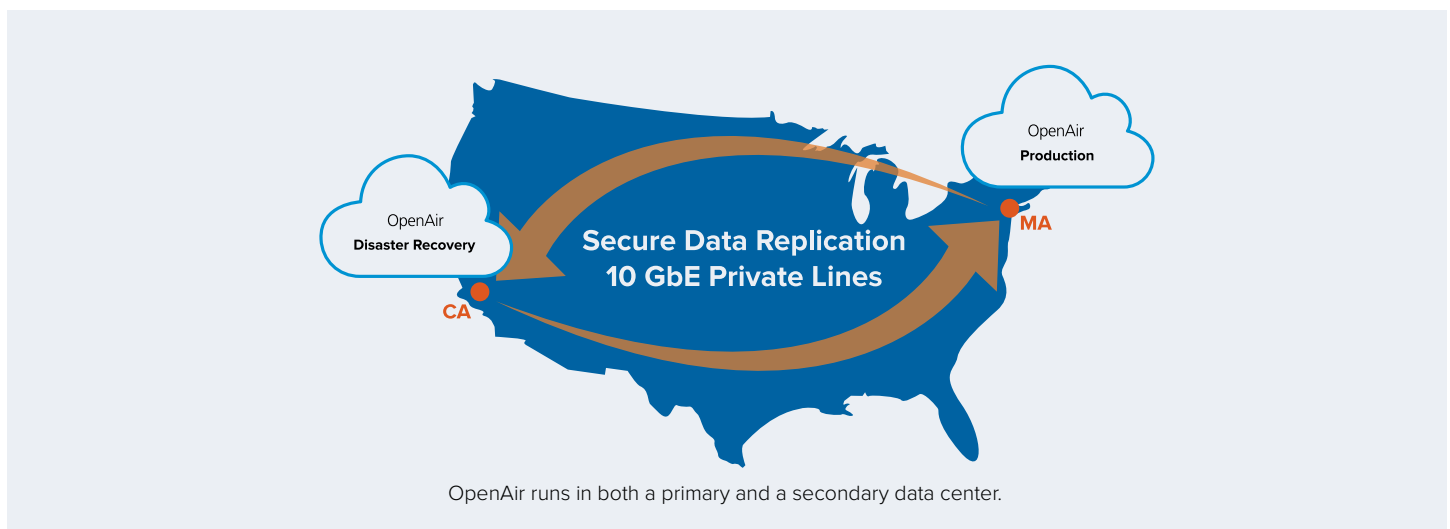 OpenAir
Production
OpenAir
Disaster Recovery
MA
Secure Data Replication
10 GbE Private Lines
CA
OpenAir runs in both a primary and a secondary data center.